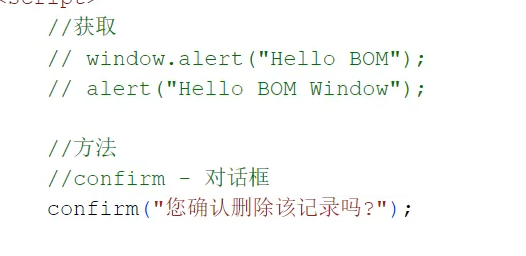 <script>
//获取
// window.alert("Hello BOM");
// alert("Hello BOM Window");
//方法
//confirm - 对话框
confirm("您确认删除该记录吗?");